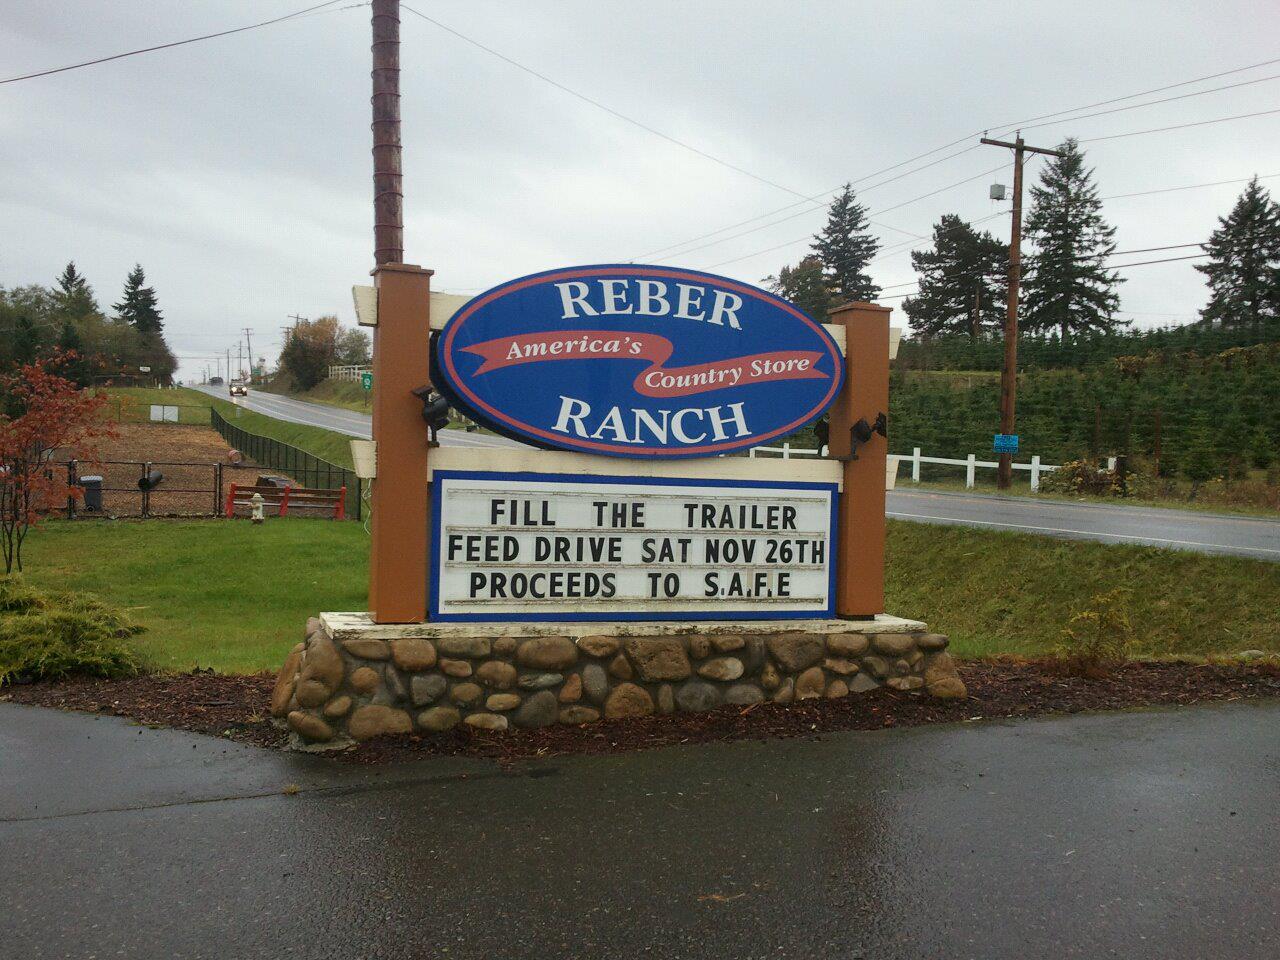 REBER
America's
Country Store
RANCH
FILL THE TRAILER
FEED DRIVE SAT NOV 26TH
PROCEEDS TO S.A.F.E